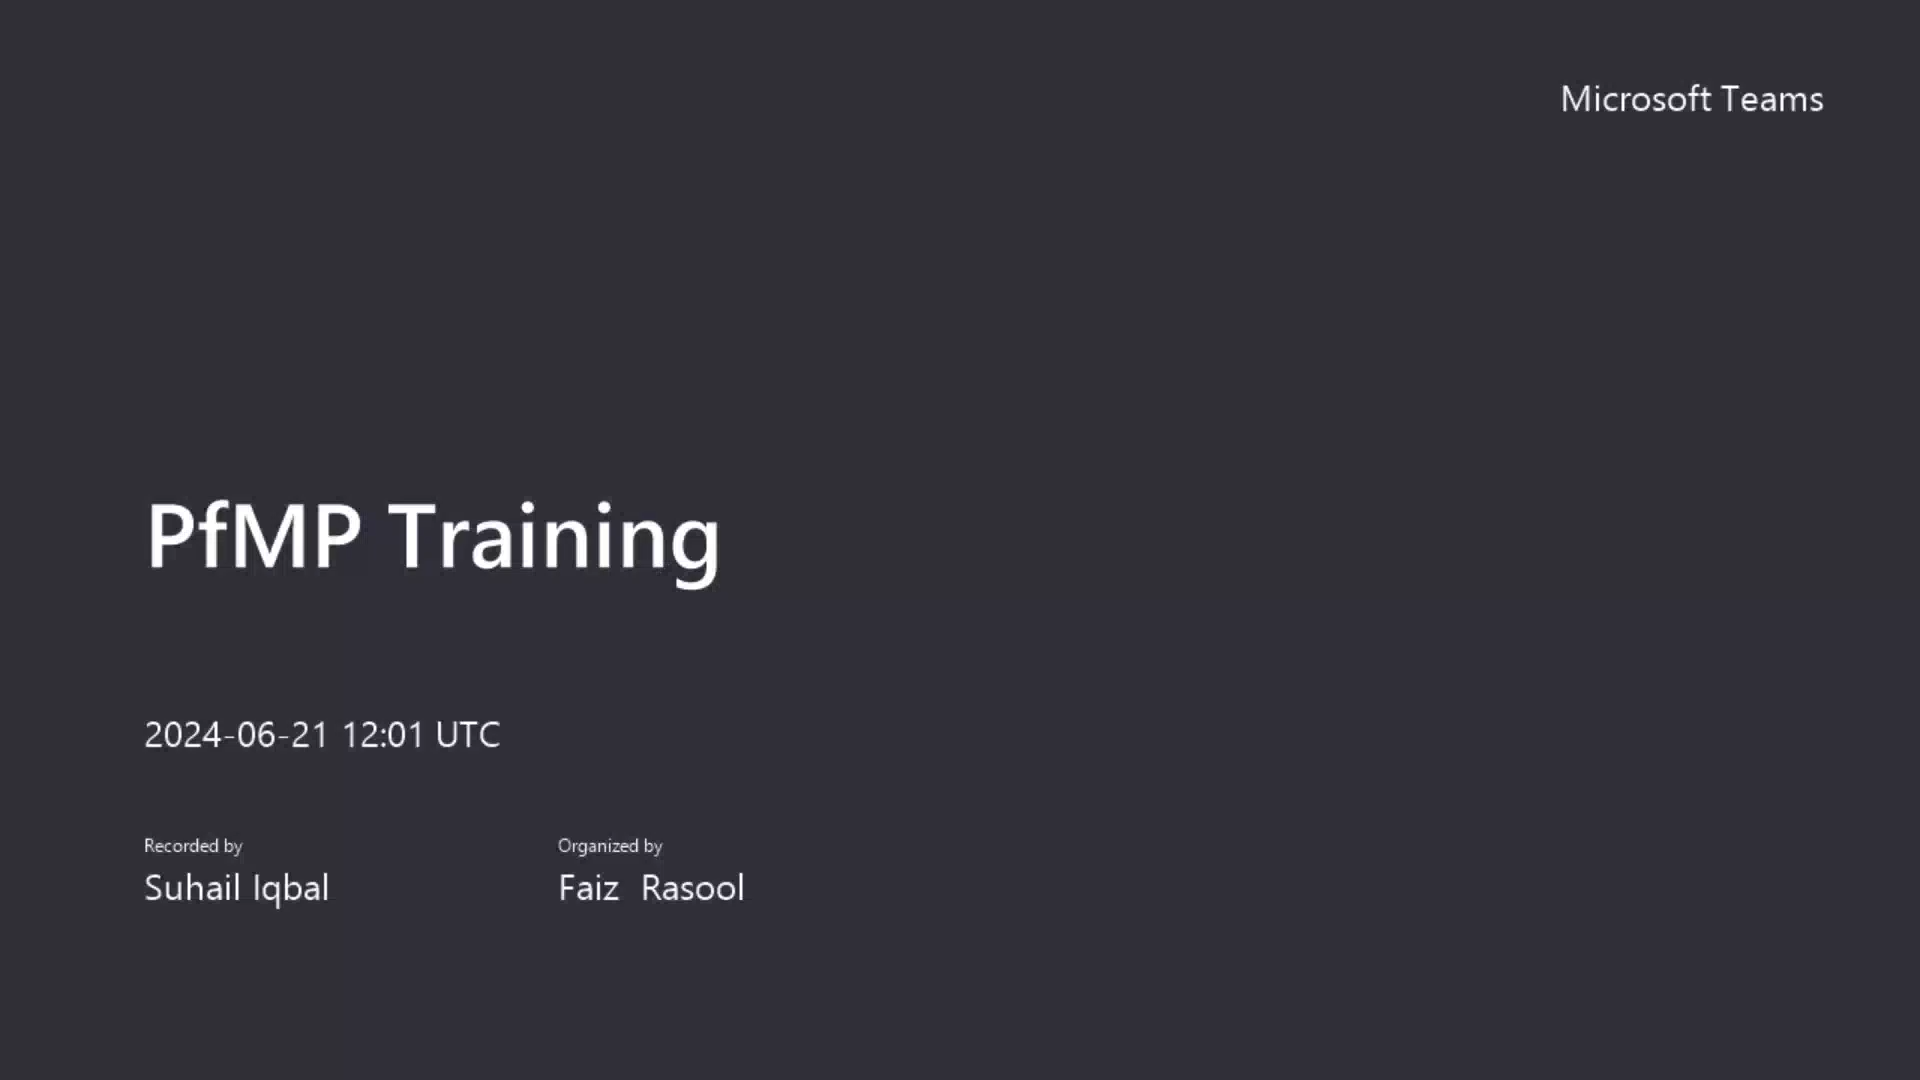 Microsoft Teams
PfMP Training
2024-06-21 12:01 UTC
Recorded by
Suhail Iqbal
Organized by
Faiz  Rasool